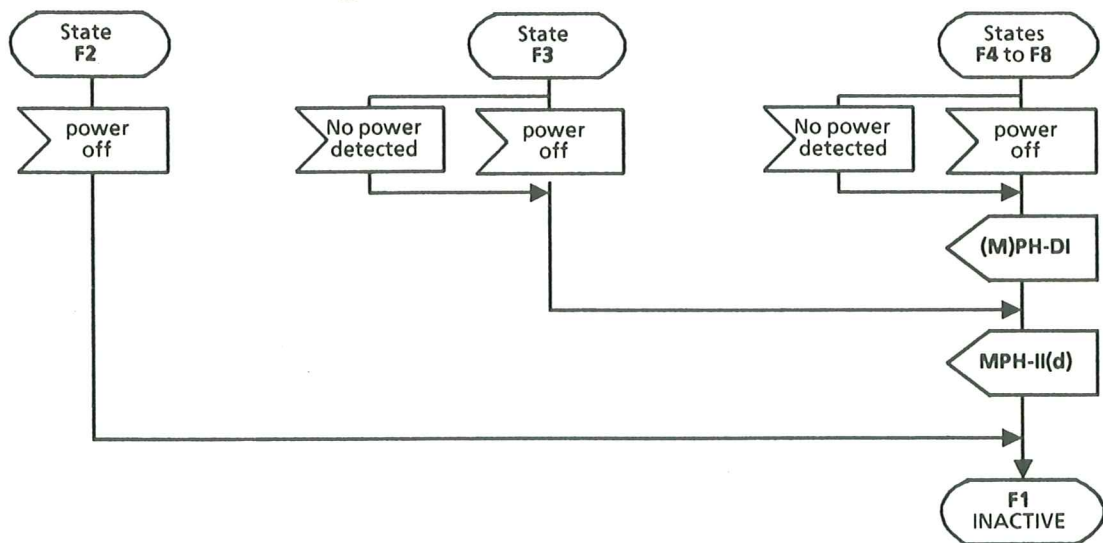 State
F2
State
F3
States
F4 to F8
power
off
No power
detected
power
off
No power
detected
power
off
(M)PH-DI
MPH-II(d)
F1
INACTIVE